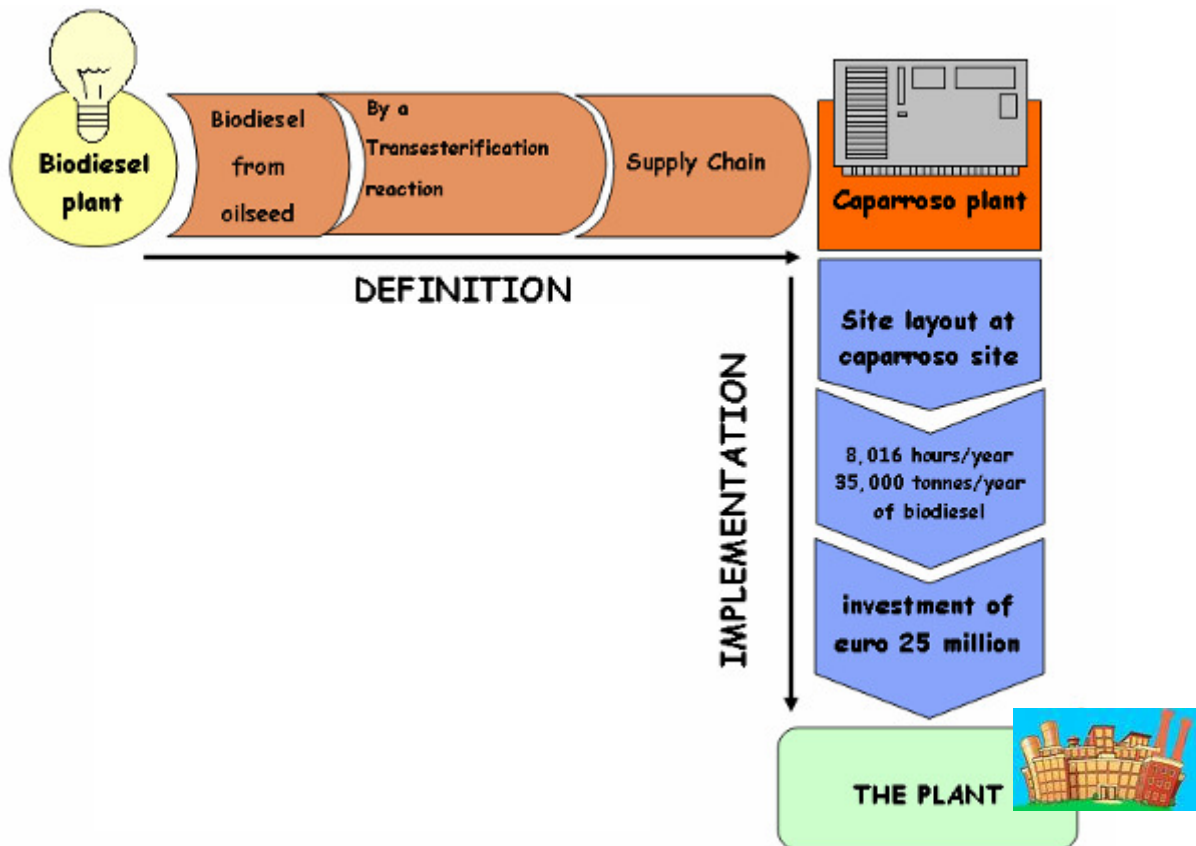 Biodiesel
plant
Biodiesel
from
oilseed
By a
Transesterification
reaction
Supply Chain
Caparroso plant
DEFINITION
IMPLEMENTATION
Site layout at
caparroso site
8,016 hours/year
35,000 tonnes/year
of biodiesel
investment of
euro 25 million
THE PLANT